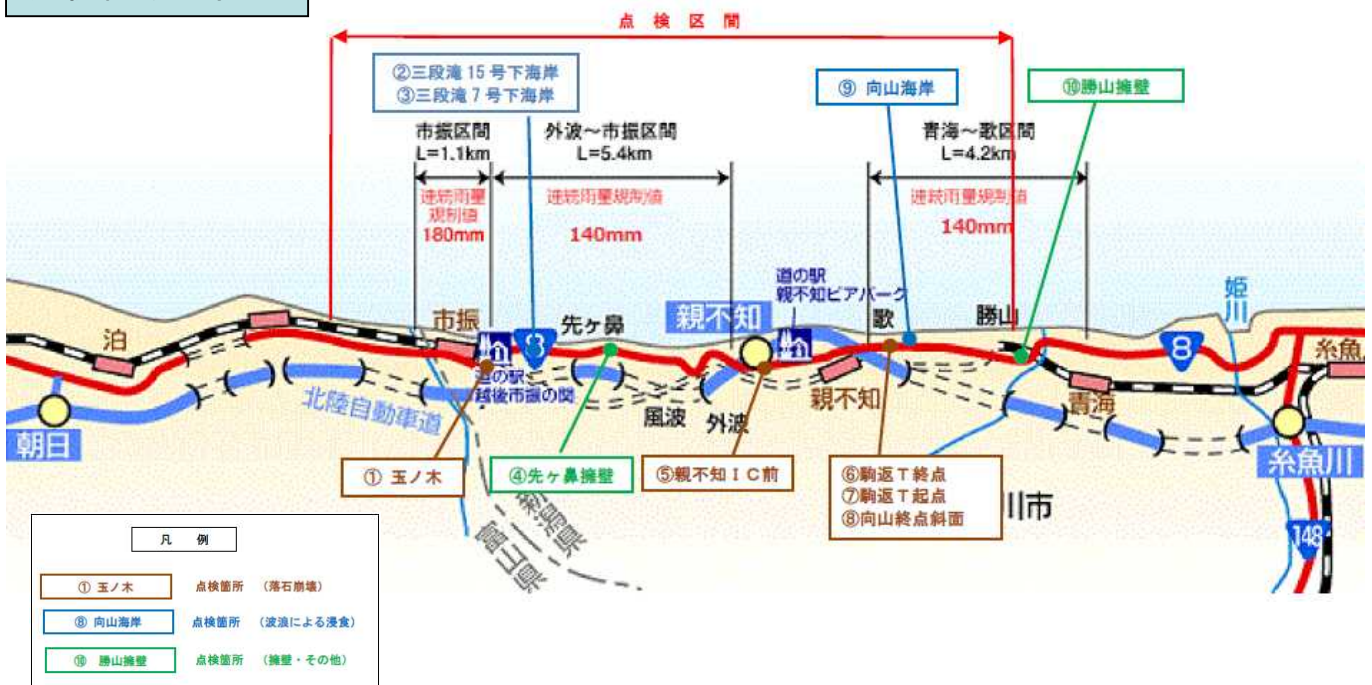 点 検 区 間
②三段滝 15 号下海岸
③三段滝 7 号下海岸
⑨ 向山海岸
⑩勝山擁壁
市振区間
L=1.1km
外波～市振区間
L=5.4km
青海～歌区間
L=4.2km
連続雨量
規制値
180mm
連続雨量規制値
140mm
連続雨量規制値
140mm
道の駅
親不知ピアパーク
泊
市振
先ヶ鼻
親不知
歌
勝山
姫川
8
糸魚
道の駅
越後市振の関
北陸自動車道
風波
外波
親不知
青海
朝日
糸魚川
① 玉ノ木
④先ヶ鼻擁壁
⑤親不知ＩＣ前
⑥駒返Ｔ終点
⑦駒返Ｔ起点
⑧向山終点斜面
川市
新潟県
富山県
148
凡 例
① 玉ノ木 点検箇所 （落石崩壊）
⑧ 向山海岸 点検箇所 （波浪による浸食）
⑩ 勝山擁壁 点検箇所 （擁壁・その他）